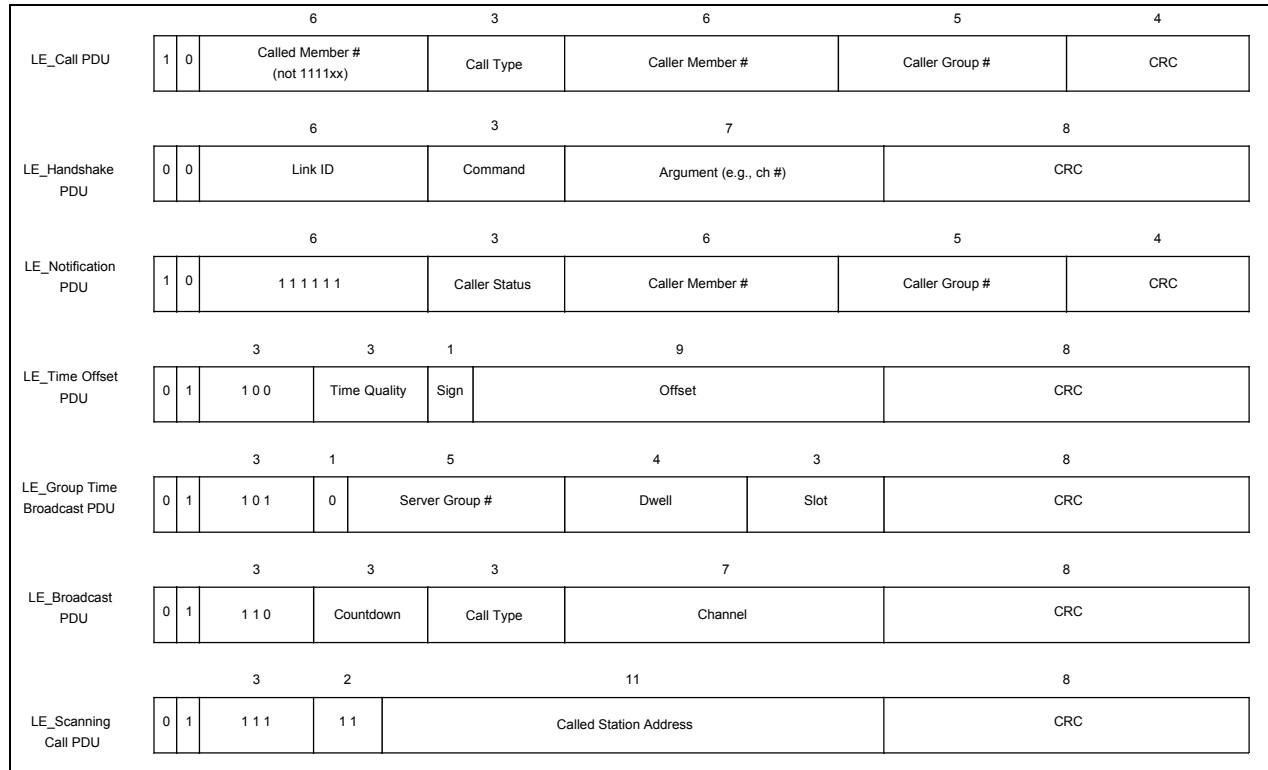 6 3 6 5 4
LE_Call PDU 1 0 Called Member # (not 1111xx) Call Type Caller Member # Caller Group # CRC
6 3 7 8
LE_Handshake PDU 0 0 Link ID Command Argument (e.g., ch #) CRC
6 3 6 5 4
LE_Notification PDU 1 0 1 1 1 1 1 1 Caller Status Caller Member # Caller Group # CRC
3 3 1 9 8
LE_Time Offset PDU 0 1 1 0 0 Time Quality Sign Offset CRC
3 1 5 4 3 8
LE_Group Time Broadcast PDU 0 1 1 0 1 0 Server Group # Dwell Slot CRC
3 3 3 7 8
LE_Broadcast PDU 0 1 1 1 0 Countdown Call Type Channel CRC
3 2 11 8
LE_Scanning Call PDU 0 1 1 1 1 1 1 Called Station Address CRC